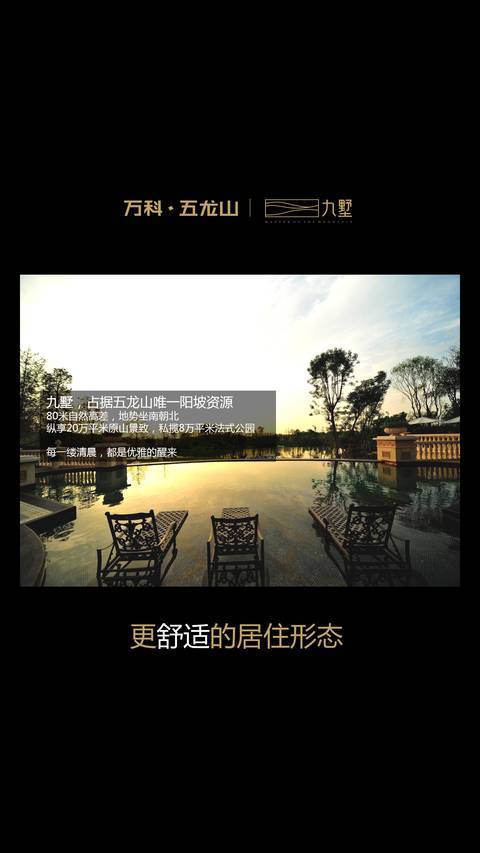 万科·五龙山 | 九墅
九墅，占据五龙山唯一阳坡资源
80米自然高差，地势坐南朝北
纵享20万平米原山景致，私揽8万平米法式公园
每一缕清晨，都是优雅的醒来
更舒适的居住形态